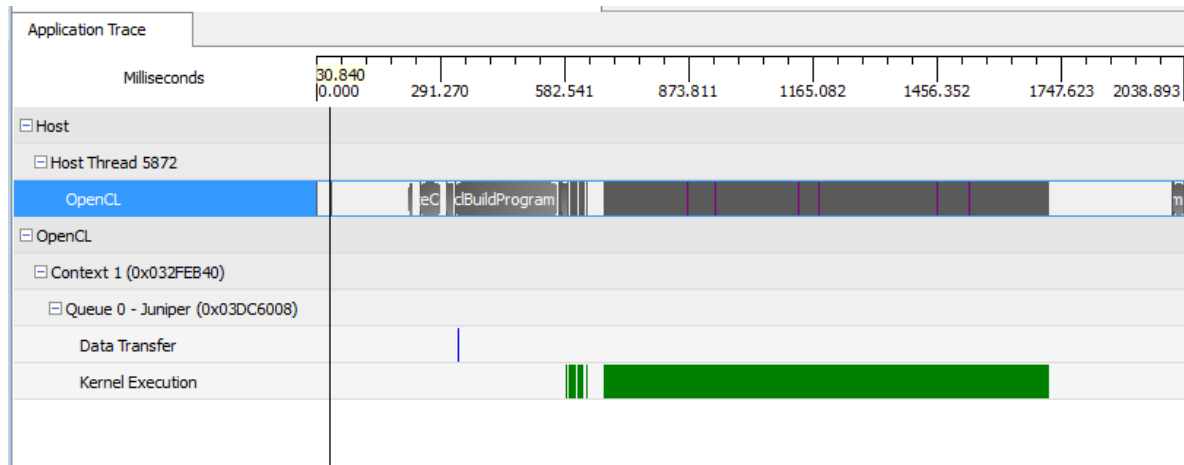 Application Trace
Milliseconds
30.840
0.000 291.270 582.541 873.811 1165.082 1456.352 1747.623 2038.893
Host
Host Thread 5872
OpenCL eC clBuildProgram m
OpenCL
Context 1 (0x032FEB40)
Queue 0 - Juniper (0x03DC6008)
Data Transfer
Kernel Execution